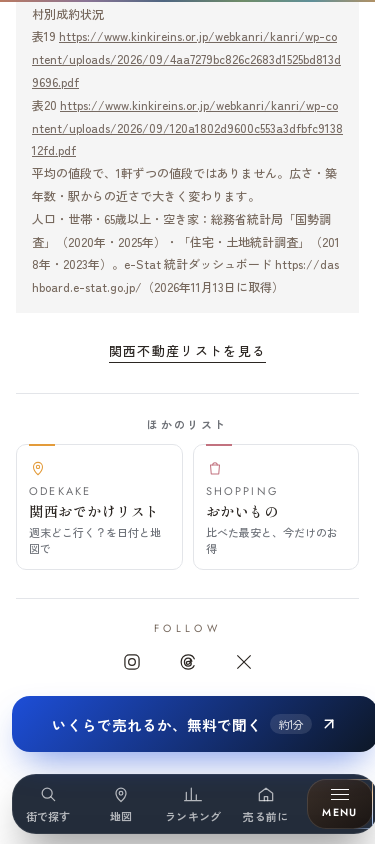 村別成約状況
表19 https://www.kinkireins.or.jp/webkanri/kanri/wp-co
ntent/uploads/2026/09/4aa7279bc826c2683d1525bd813d
9696.pdf
表20 https://www.kinkireins.or.jp/webkanri/kanri/wp-co
ntent/uploads/2026/09/120a1802d9600c553a3dfbfc9138
12fd.pdf
平均の値段で、1軒ずつの値段ではありません。広さ・築
年数・駅からの近さで大きく変わります。
人口・世帯・65歳以上・空き家：総務省統計局「国勢調
査」（2020年・2025年）・「住宅・土地統計調査」（201
8年・2023年）。e-Stat 統計ダッシュボード https://das
hboard.e-stat.go.jp/（2026年11月13日に取得）
関西不動産リストを見る
ほかのリスト
ODEKAKE
関西おでかけリスト
週末どこ行く？を日付と地
図で
SHOPPING
おかいもの
比べた最安と、今だけのお
得
FOLLOW
いくらで売れるか、無料で聞く 約1分
街で探す 地図 ランキング 売る前に MENU